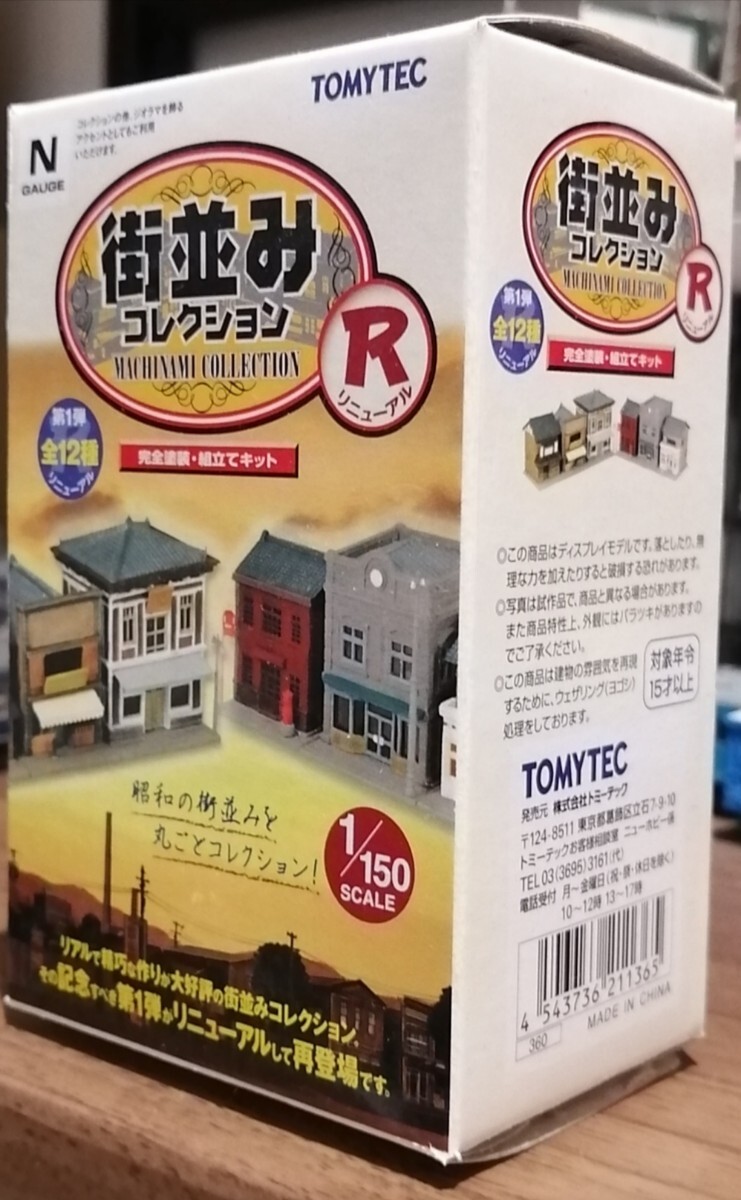 コレクションの他、ジオラマを飾る
アクセントとしてもご利用
いただけます。
TOMYTEC
N
GAUGE
街並み
コレクション
MACHINAMI COLLECTION
R
リニューアル
第1弾
全12種
リニューアル
完全塗装・組立てキット
昭和の街並みを
丸ごとコレクション!
1/150
SCALE
リアルで精巧な作りが大好評の街並みコレクション。
その記念すべき第1弾がリニューアルして再登場です。
街並み
コレクション
MACHINAMI COLLECTION
R
リニューアル
第1弾
全12種
リニューアル
完全塗装・組立てキット
◎この商品はディスプレイモデルです。落としたり、無
理な力を加えたりすると破損する恐れがあります。
◎写真は試作品で、商品と異なる場合があります。
また商品特性上、外観にはバラツキがありますの
でご了承ください。
◎この商品は建物の雰囲気を再現
するために、ウェザリング(ヨゴシ)
処理をしております。
対象年令
15才以上
TOMYTEC
発売元 株式会社トミーテック
〒124-8511 東京都葛飾区立石7-9-10
トミーテックお客様相談室 ニューホビー係
TEL 03(3695)3161(代)
電話受付 月〜金曜日(祝・祭・休日を除く)
10〜12時 13〜17時
4 543736 211365
360
MADE IN CHINA